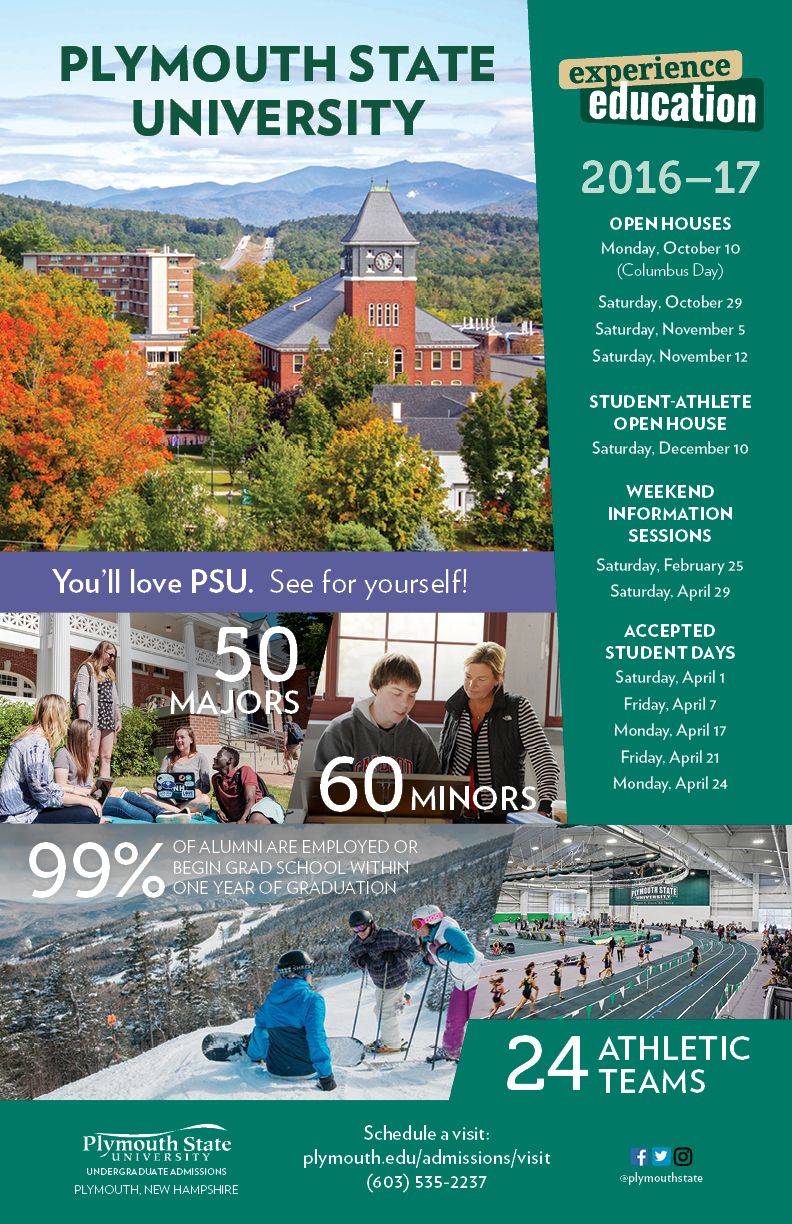 PLYMOUTH STATE
UNIVERSITY
experience
education
2016–17
OPEN HOUSES
Monday, October 10
(Columbus Day)
Saturday, October 29
Saturday, November 5
Saturday, November 12
STUDENT-ATHLETE
OPEN HOUSE
Saturday, December 10
WEEKEND
INFORMATION
SESSIONS
Saturday, February 25
Saturday, April 29
ACCEPTED
STUDENT DAYS
Saturday, April 1
Friday, April 7
Monday, April 17
Friday, April 21
Monday, April 24
You'll love PSU. See for yourself!
50
MAJORS
60 MINORS
99%
OF ALUMNI ARE EMPLOYED OR
BEGIN GRAD SCHOOL WITHIN
ONE YEAR OF GRADUATION
PLYMOUTH STATE
UNIVERSITY
24
ATHLETIC
TEAMS
Plymouth State
UNIVERSITY
UNDERGRADUATE ADMISSIONS
PLYMOUTH, NEW HAMPSHIRE
Schedule a visit:
plymouth.edu/admissions/visit
(603) 535-2237
@plymouthstate